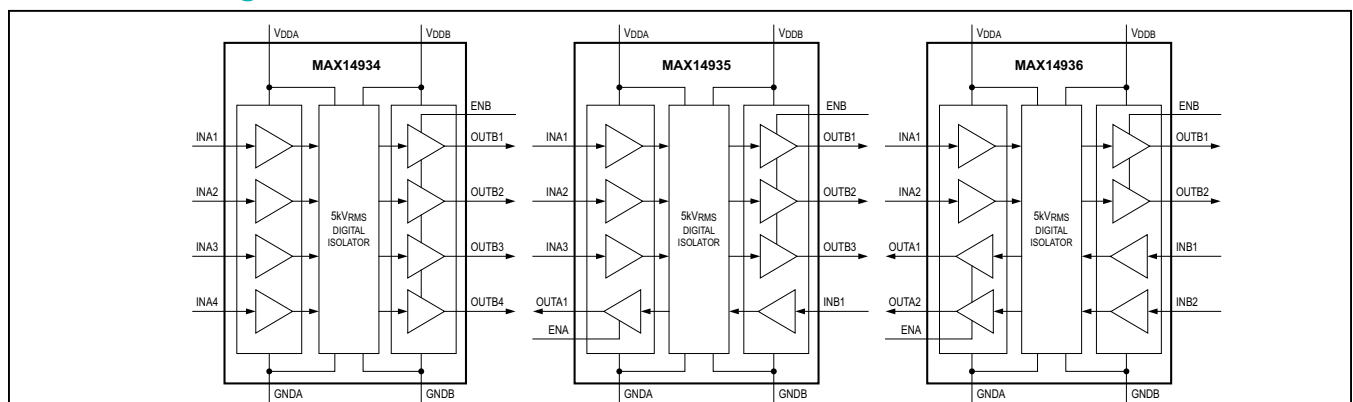 VDDA
VDDB
MAX14934
ENB
INA1
OUTB1
INA2
OUTB2
5kVRMS
DIGITAL
ISOLATOR
INA3
OUTB3
INA4
OUTB4
GNDA
GNDB
VDDA
VDDB
MAX14935
ENB
INA1
OUTB1
INA2
OUTB2
5kVRMS
DIGITAL
ISOLATOR
INA3
OUTB3
OUTA1
INB1
ENA
GNDA
GNDB
VDDA
VDDB
MAX14936
ENB
INA1
OUTB1
INA2
OUTB2
5kVRMS
DIGITAL
ISOLATOR
OUTA1
INB1
OUTA2
INB2
ENA
GNDA
GNDB